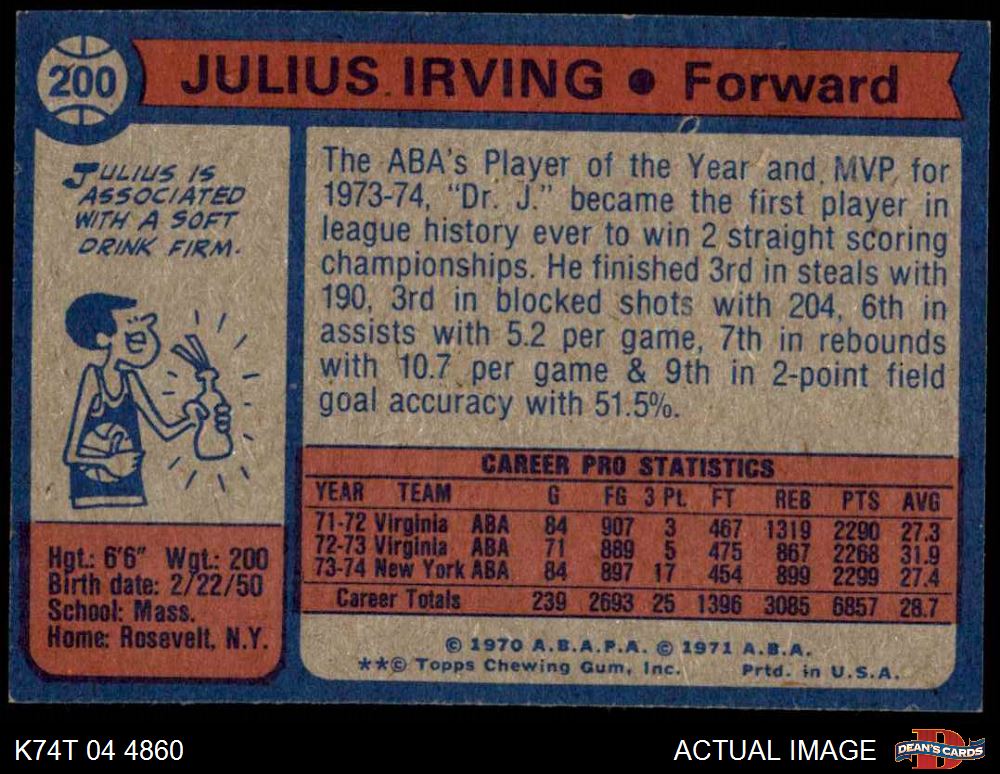 200
JULIUS IRVING • Forward
JULIUS IS
ASSOCIATED
WITH A SOFT
DRINK FIRM.
The ABA's Player of the Year and MVP for
1973-74, "Dr. J." became the first player in
league history ever to win 2 straight scoring
championships. He finished 3rd in steals with
190, 3rd in blocked shots with 204, 6th in
assists with 5.2 per game, 7th in rebounds
with 10.7 per game & 9th in 2-point field
goal accuracy with 51.5%.
Hgt.: 6'6" Wgt.: 200
Birth date: 2/22/50
School: Mass.
Home: Rosevelt, N.Y.
CAREER PRO STATISTICS
YEAR TEAM G FG 3 Pt. FT REB PTS AVG
71-72 Virginia ABA 84 907 3 467 1319 2290 27.3
72-73 Virginia ABA 71 889 5 475 867 2268 31.9
73-74 New York ABA 84 897 17 454 899 2299 27.4
Career Totals 239 2693 25 1396 3085 6857 28.7
© 1970 A.B.A.P.A. © 1971 A.B.A.
**© Topps Chewing Gum, Inc. Prtd. in U.S.A.
K74T 04 4860
ACTUAL IMAGE
D
DEAN'S CARDS